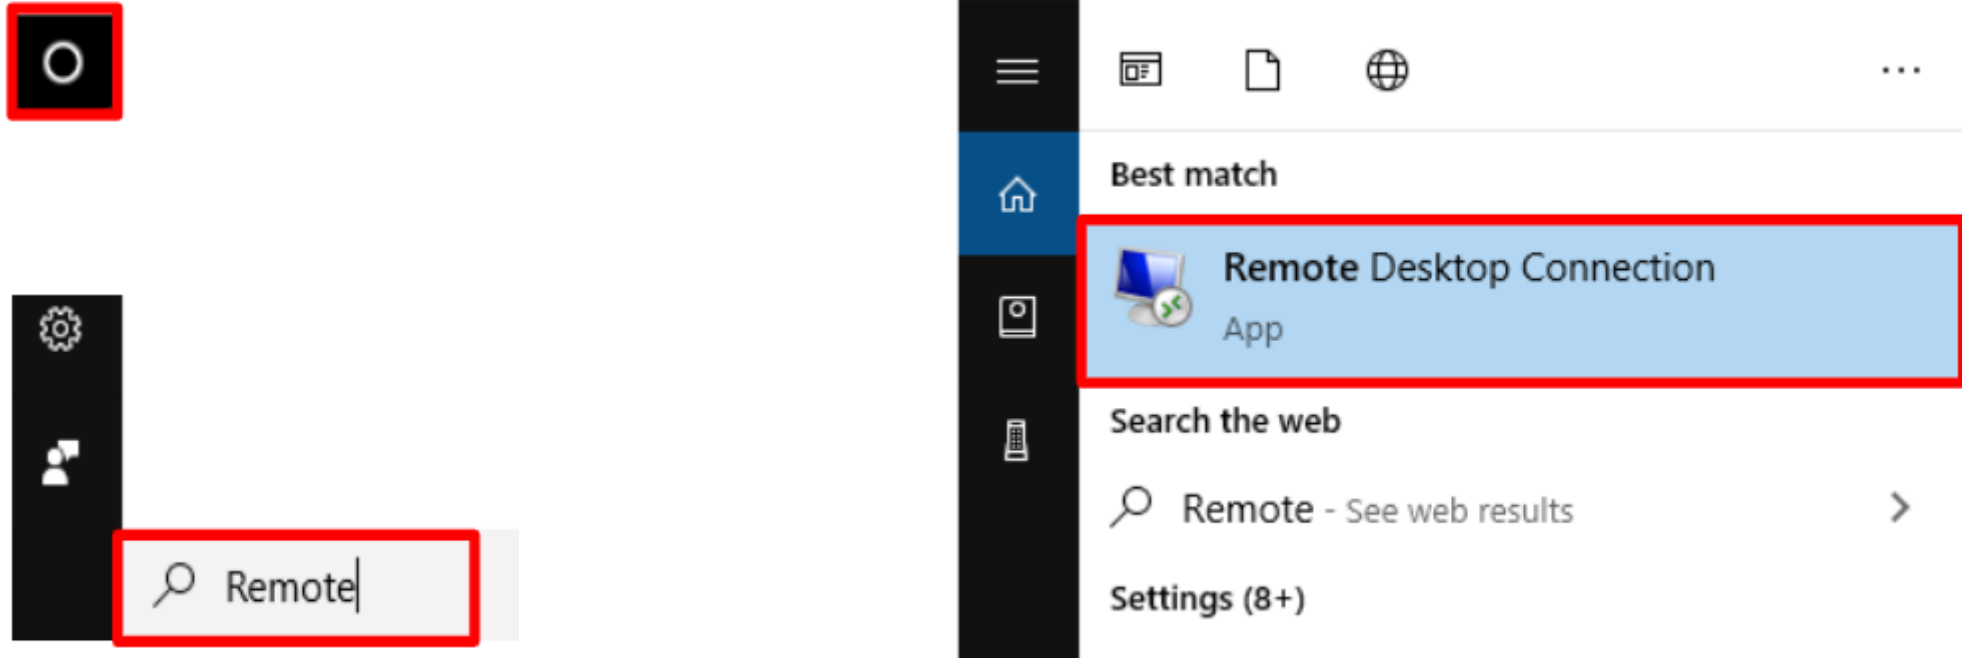 Remote
Best match
Remote Desktop Connection
App
Search the web
Remote - See web results
Settings (8+)